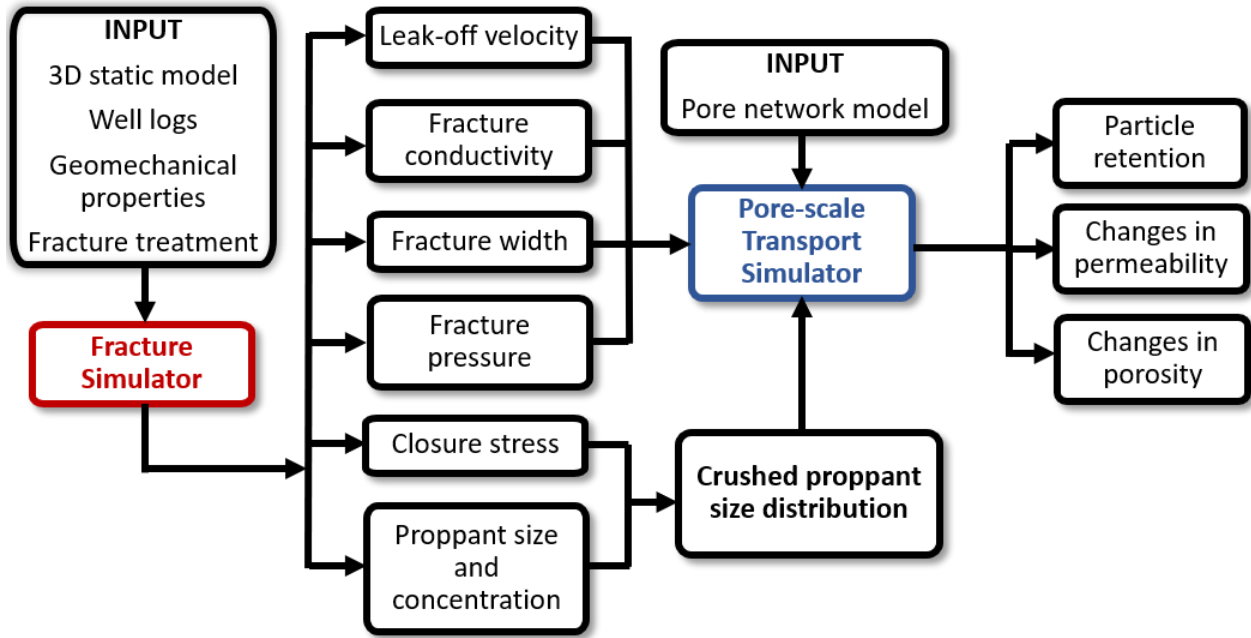 INPUT
3D static model
Well logs
Geomechanical
properties
Fracture treatment
Fracture
Simulator
Leak-off velocity
Fracture
conductivity
Fracture width
Fracture
pressure
Closure stress
Proppant size
and
concentration
INPUT
Pore network model
Pore-scale
Transport
Simulator
Crushed proppant
size distribution
Particle
retention
Changes in
permeability
Changes in
porosity